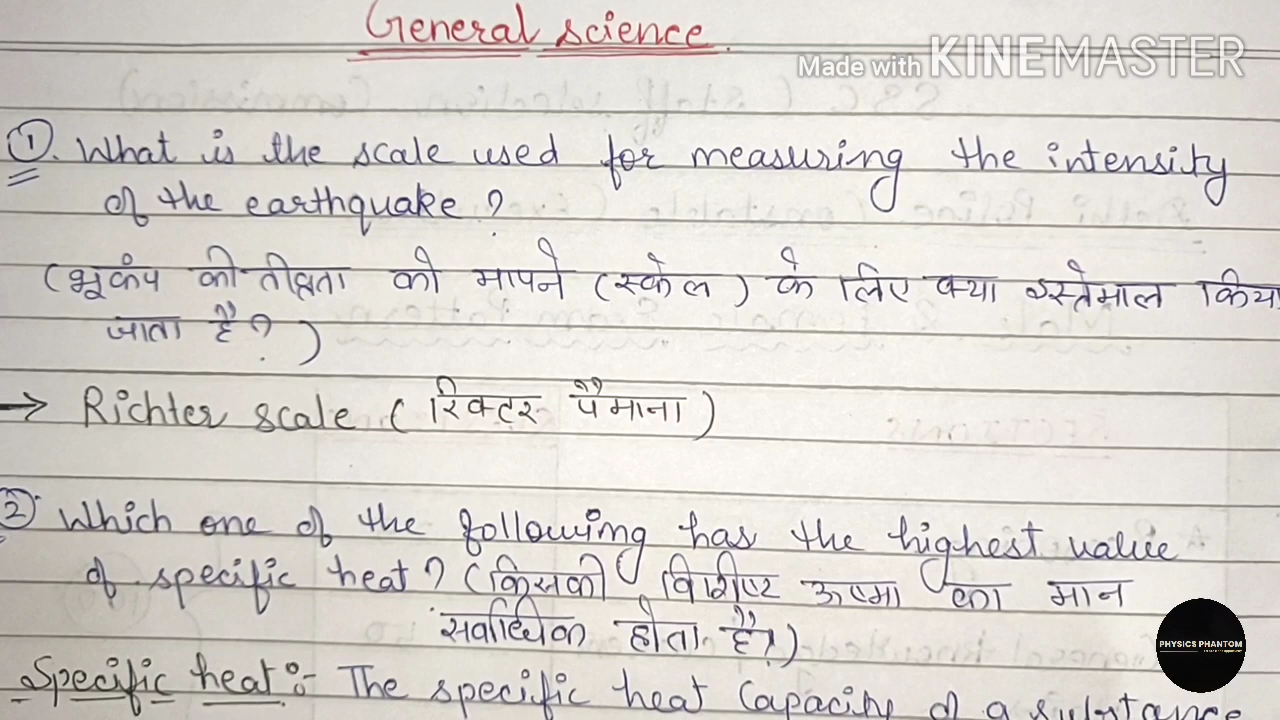 General science.
Made with KINEMASTER
① What is the scale used for measuring the intensity
of the earthquake ?
(भूकंप की तीव्रता को मापने (स्केल) के लिए क्या इस्तेमाल किया
जाता है ? )
→ Richter scale ( रिक्टर पैमाना )
② Which one of the following has the highest value
of specific heat ? (किसकी विशिष्ट ऊष्मा का मान
सर्वाधिक होता है ? )
Specific heat :- The specific heat capacity of a substance
PHYSICS PHANTOM